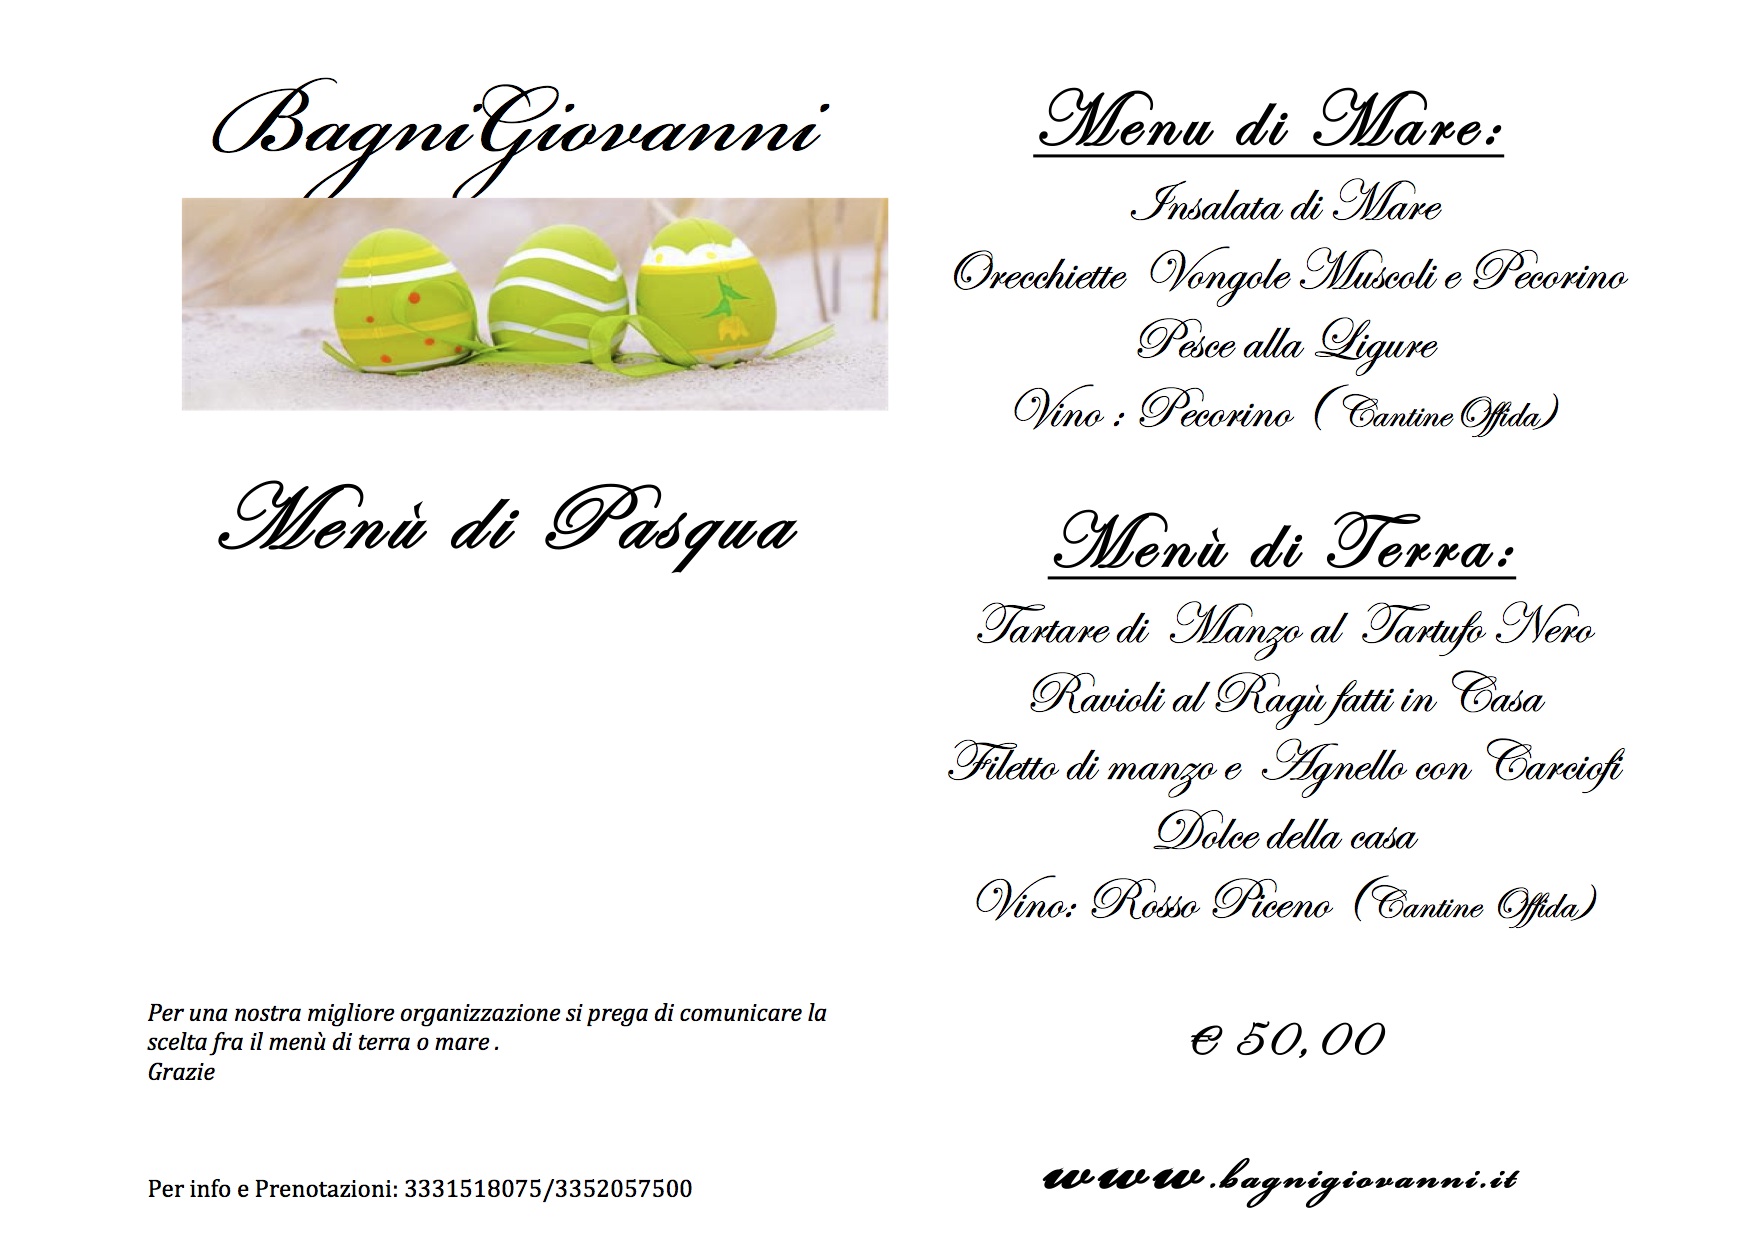 BagniGiovanni
Menù di Pasqua
Per una nostra migliore organizzazione si prega di comunicare la
scelta fra il menù di terra o mare .
Grazie
Per info e Prenotazioni: 3331518075/3352057500
Menu di Mare:
Insalata di Mare
Orecchiette Vongole Muscoli e Pecorino
Pesce alla Ligure
Vino : Pecorino ( Cantine Offida)
Menù di Terra:
Tartare di Manzo al Tartufo Nero
Ravioli al Ragù fatti in Casa
Filetto di manzo e Agnello con Carciofi
Dolce della casa
Vino: Rosso Piceno (Cantine Offida)
€ 50,00
www.bagnigiovanni.it